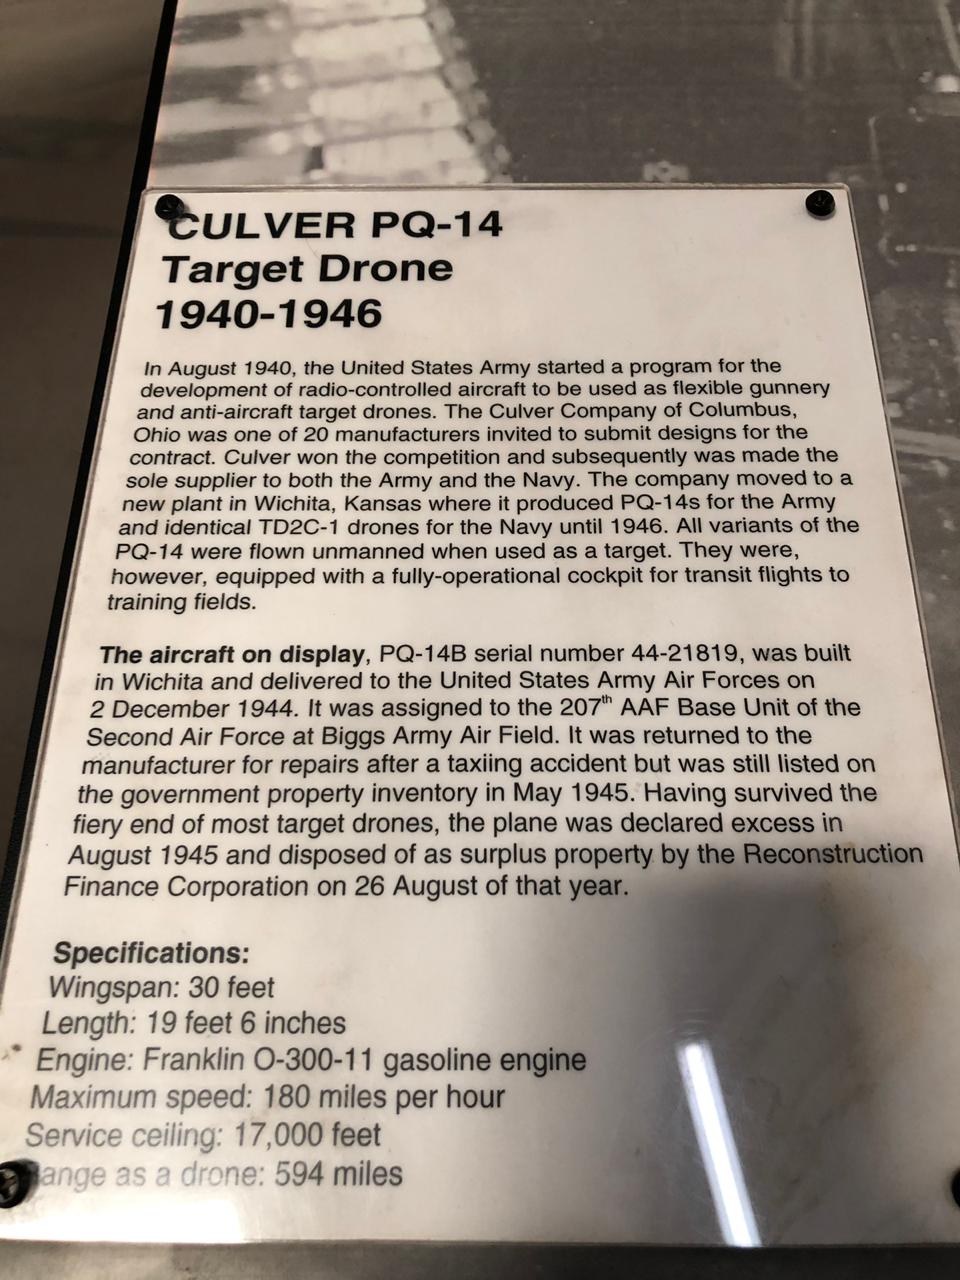 CULVER PQ-14
Target Drone
1940-1946
In August 1940, the United States Army started a program for the
development of radio-controlled aircraft to be used as flexible gunnery
and anti-aircraft target drones. The Culver Company of Columbus,
Ohio was one of 20 manufacturers invited to submit designs for the
contract. Culver won the competition and subsequently was made the
sole supplier to both the Army and the Navy. The company moved to a
new plant in Wichita, Kansas where it produced PQ-14s for the Army
and identical TD2C-1 drones for the Navy until 1946. All variants of the
PQ-14 were flown unmanned when used as a target. They were,
however, equipped with a fully-operational cockpit for transit flights to
training fields.
The aircraft on display, PQ-14B serial number 44-21819, was built
in Wichita and delivered to the United States Army Air Forces on
2 December 1944. It was assigned to the 207th AAF Base Unit of the
Second Air Force at Biggs Army Air Field. It was returned to the
manufacturer for repairs after a taxiing accident but was still listed on
the government property inventory in May 1945. Having survived the
fiery end of most target drones, the plane was declared excess in
August 1945 and disposed of as surplus property by the Reconstruction
Finance Corporation on 26 August of that year.
Specifications:
Wingspan: 30 feet
Length: 19 feet 6 inches
Engine: Franklin O-300-11 gasoline engine
Maximum speed: 180 miles per hour
Service ceiling: 17,000 feet
Range as a drone: 594 miles